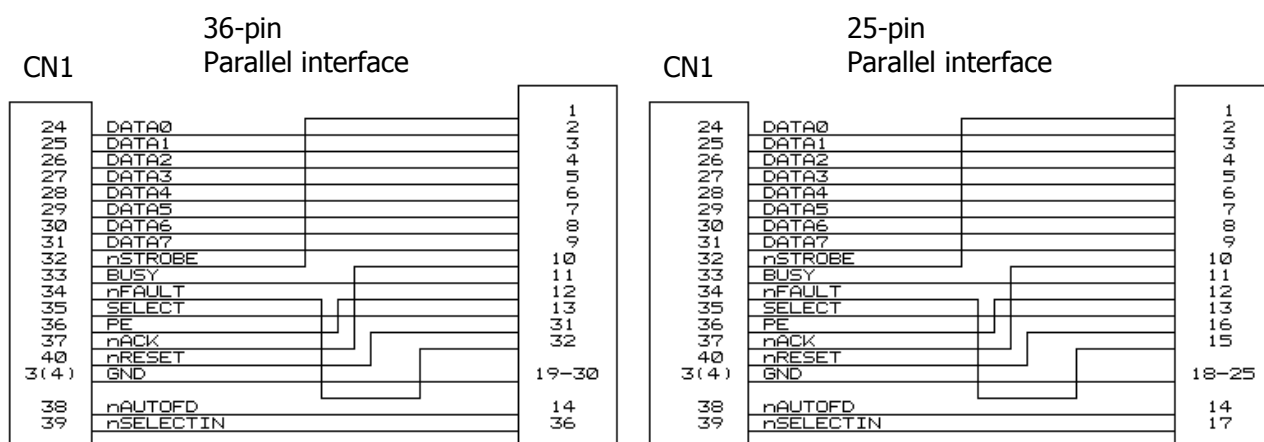 36-pin
Parallel interface
CN1
1
24 DATA0 2
25 DATA1 3
26 DATA2 4
27 DATA3 5
28 DATA4 6
29 DATA5 7
30 DATA6 8
31 DATA7 9
32 nSTROBE 10
33 BUSY 11
34 nFAULT 12
35 SELECT 13
36 PE 31
37 nACK 32
40 nRESET
3(4) GND 19-30
38 nAUTOFD 14
39 nSELECTIN 36
25-pin
Parallel interface
CN1
1
24 DATA0 2
25 DATA1 3
26 DATA2 4
27 DATA3 5
28 DATA4 6
29 DATA5 7
30 DATA6 8
31 DATA7 9
32 nSTROBE 10
33 BUSY 11
34 nFAULT 12
35 SELECT 13
36 PE 16
37 nACK 15
40 nRESET
3(4) GND 18-25
38 nAUTOFD 14
39 nSELECTIN 17